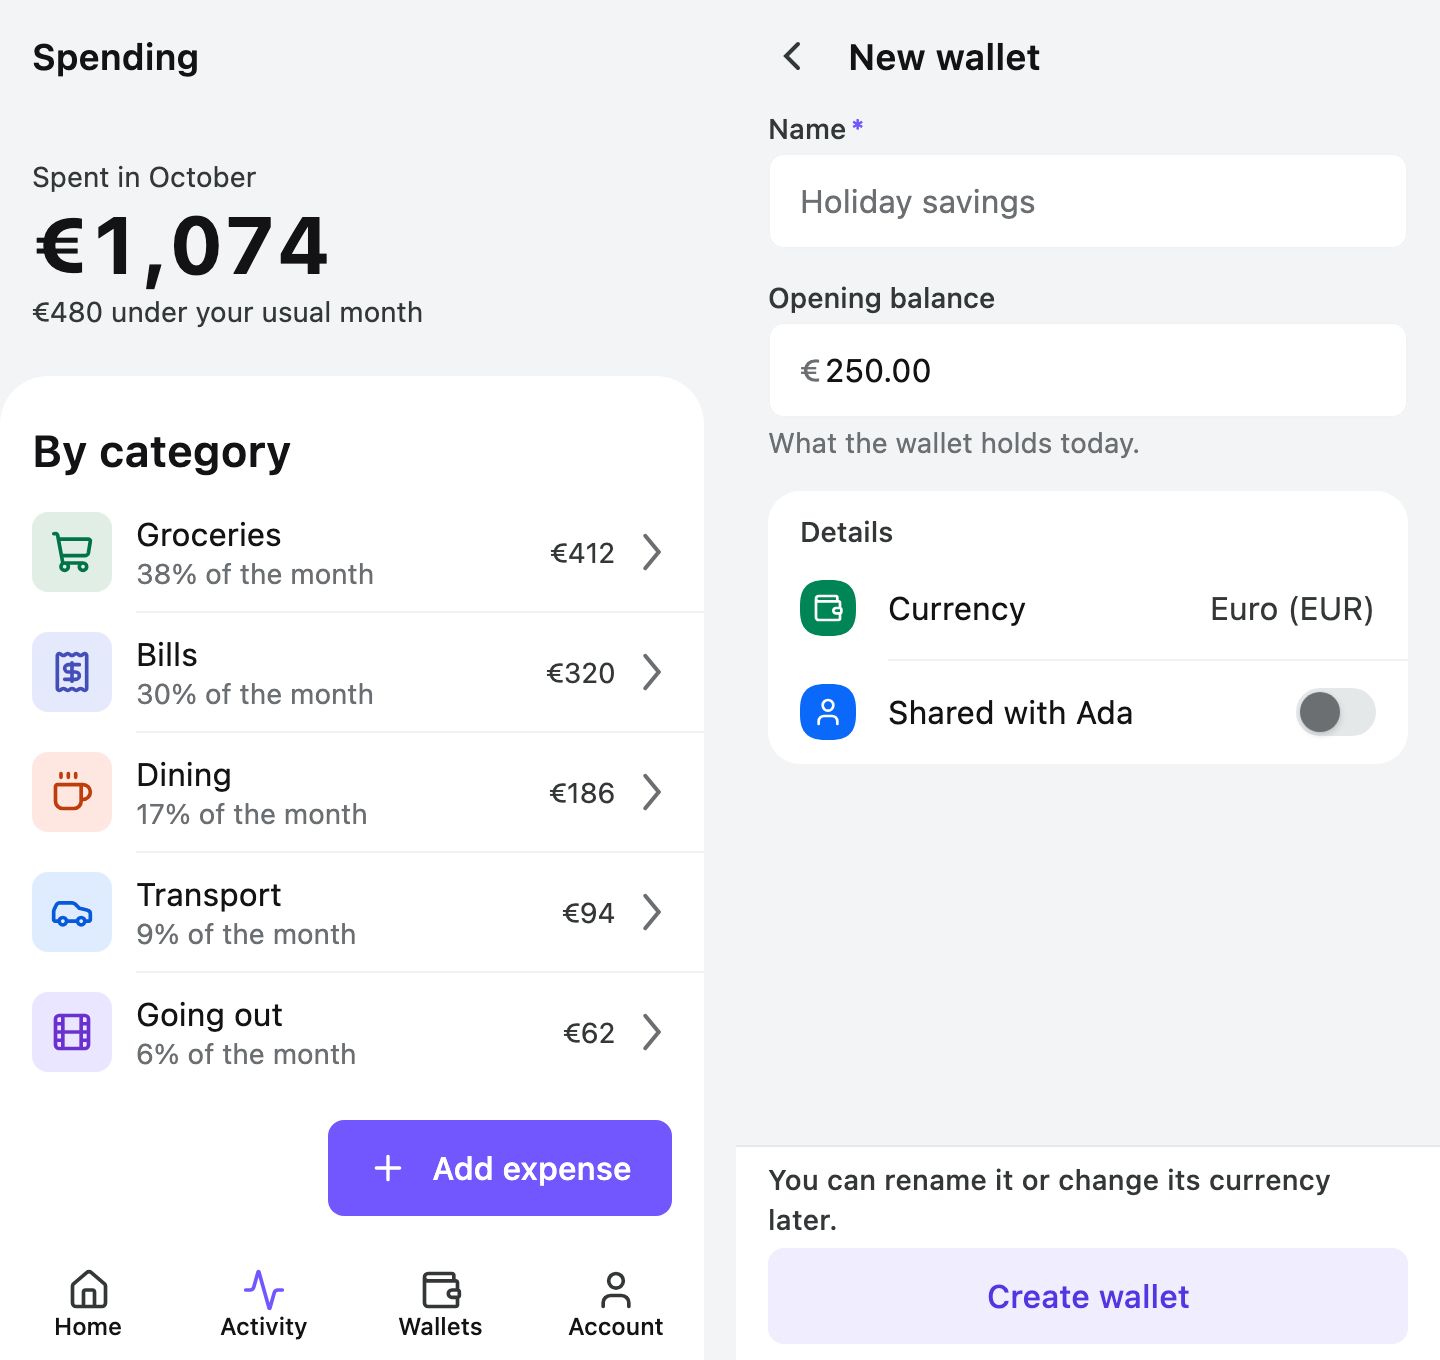 Spending
Spent in October
€1,074
€480 under your usual month
By category
Groceries
38% of the month
€412
Bills
30% of the month
€320
Dining
17% of the month
€186
Transport
9% of the month
€94
Going out
6% of the month
€62
Add expense
Home
Activity
Wallets
Account
New wallet
Name *
Holiday savings
Opening balance
€ 250.00
What the wallet holds today.
Details
Currency
Euro (EUR)
Shared with Ada
You can rename it or change its currency
later.
Create wallet